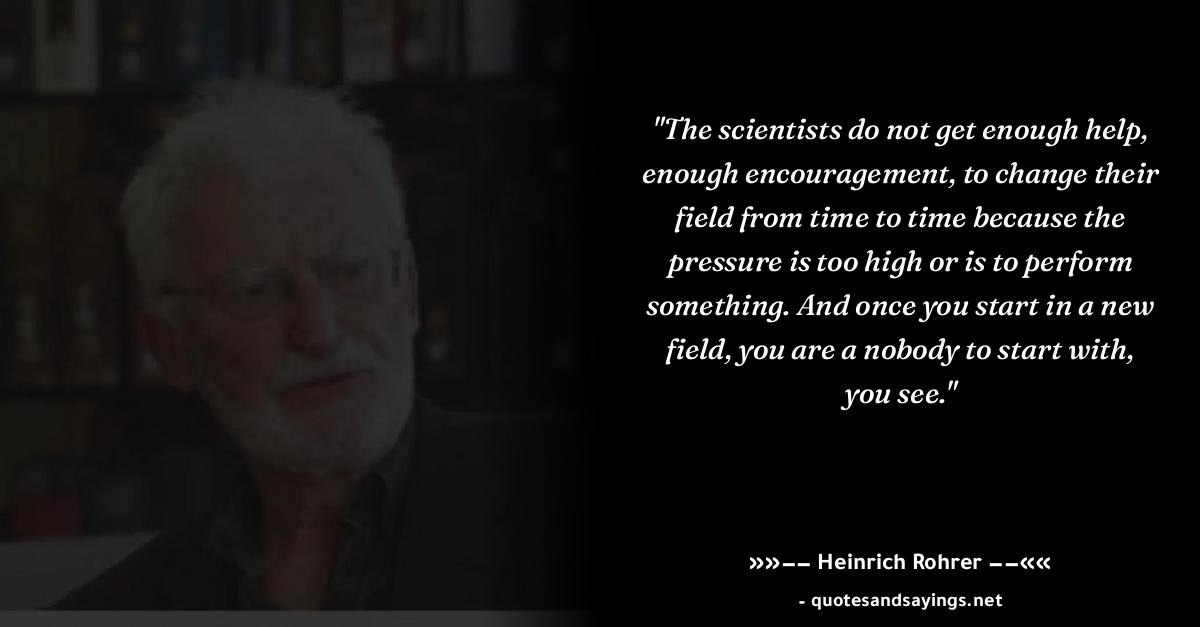 "The scientists do not get enough help,
enough encouragement, to change their
field from time to time because the
pressure is too high or is to perform
something. And once you start in a new
field, you are a nobody to start with,
you see."
»»−− Heinrich Rohrer −−««
- quotesandsayings.net